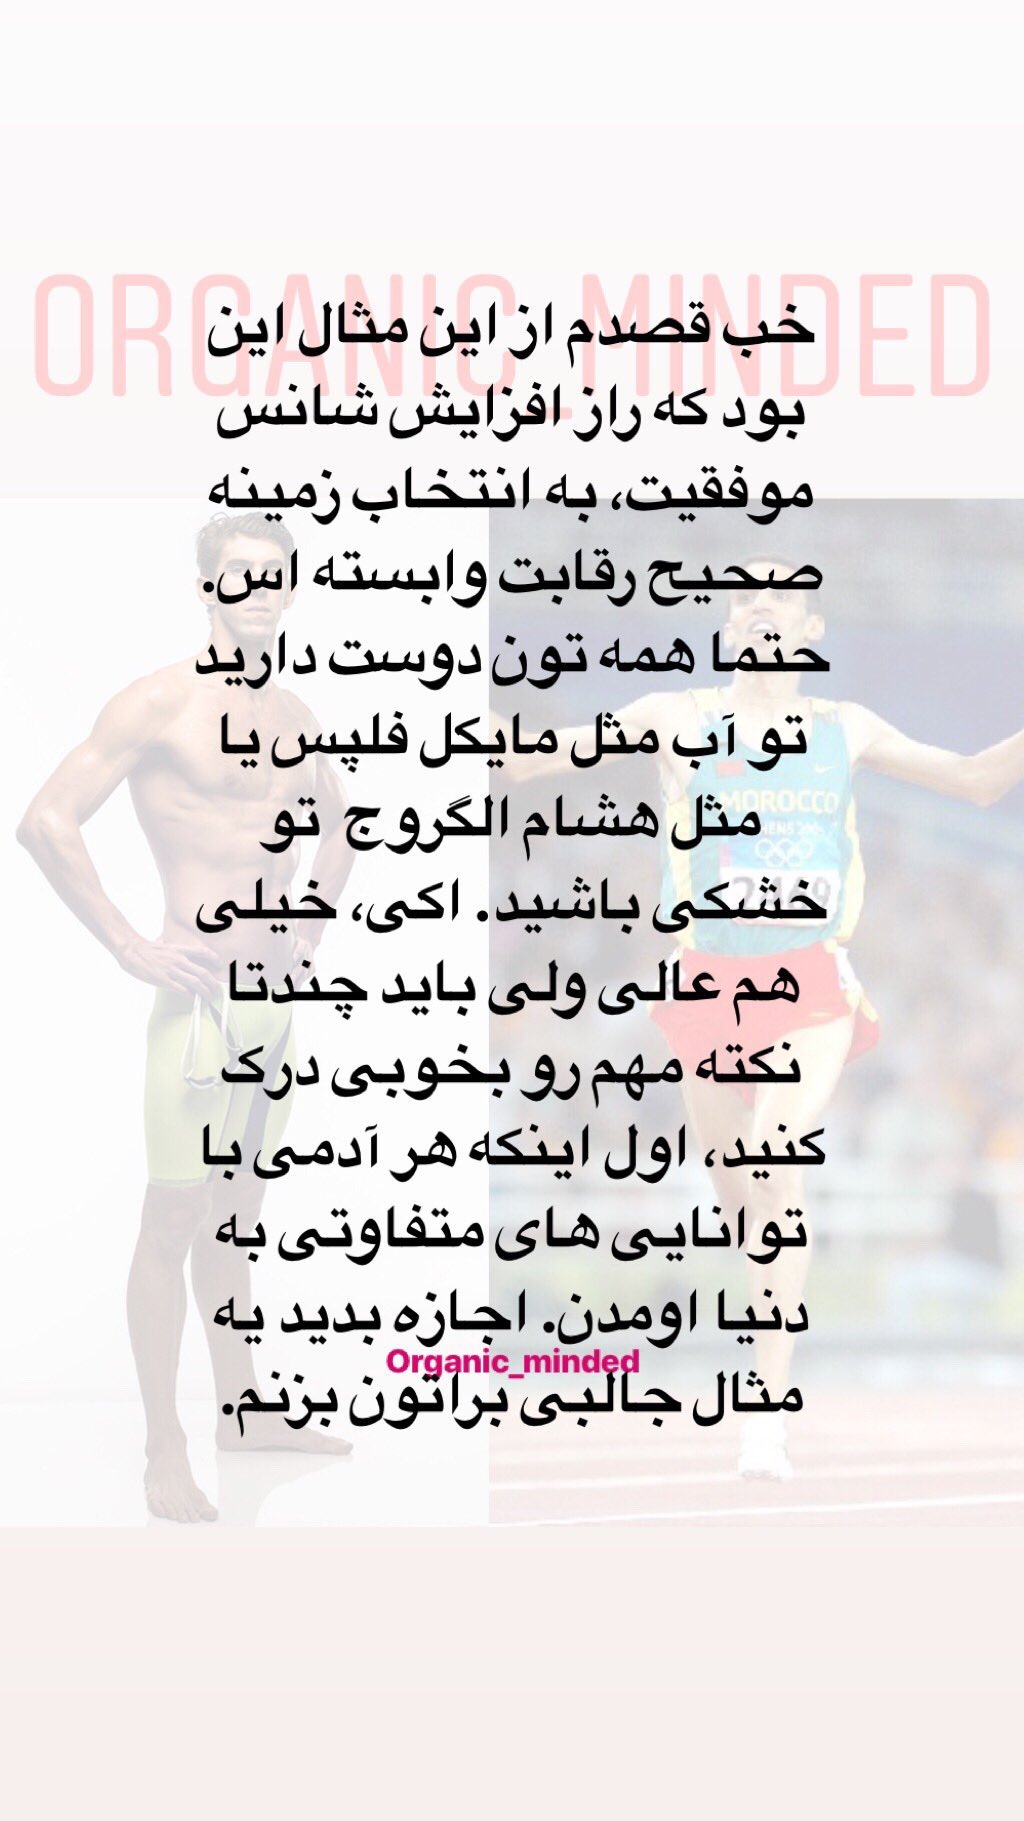 ORGANIC_MINDED
خب قصدم از این مثال این
بود که راز افزایش شانس
موفقیت، به انتخاب زمینه
صحیح رقابت وابسته اس.
حتما همه تون دوست دارید
تو آب مثل مایکل فلپس یا
مثل هشام الگروج تو
خشکی باشید. اکی، خیلی
هم عالی ولی باید چندتا
نکته مهم رو بخوبی درک
کنید، اول اینکه هر آدمی با
توانایی های متفاوتی به
دنیا اومدن. اجازه بدید یه
Organic_minded
مثال جالبی براتون بزنم.
MOROCCO